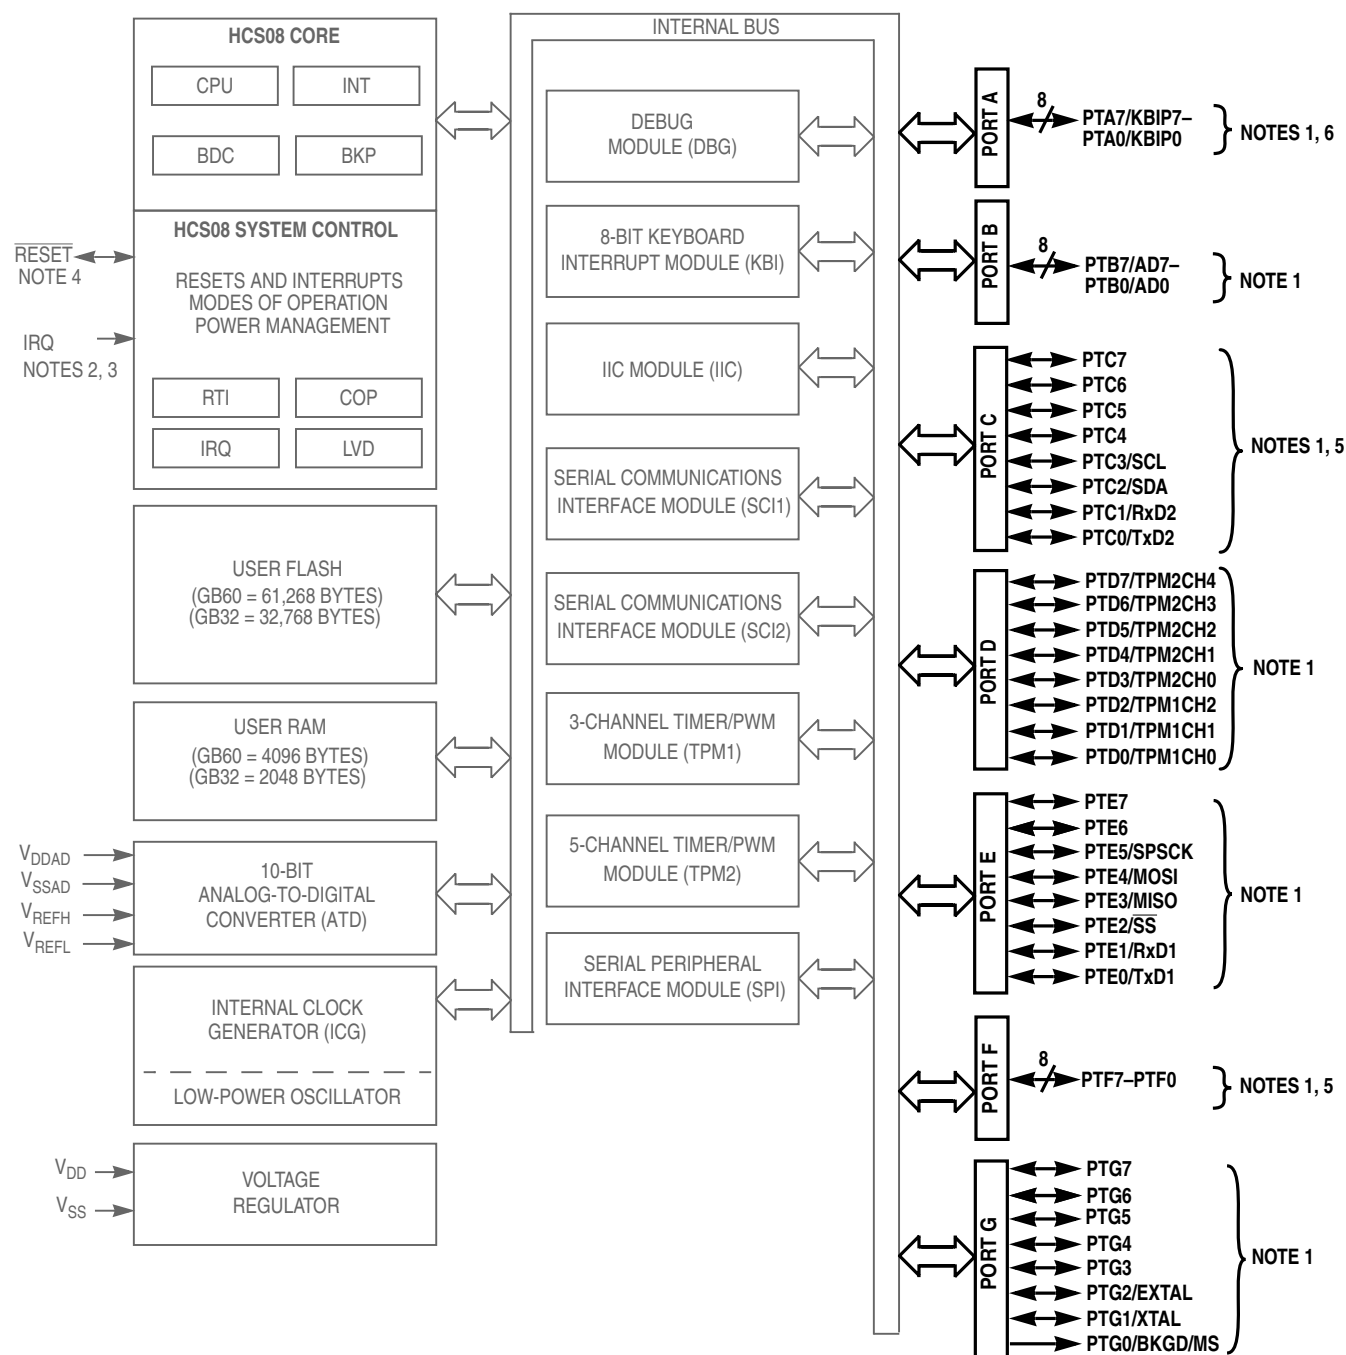 HCS08 CORE
CPU
INT
BDC
BKP
HCS08 SYSTEM CONTROL
RESETS AND INTERRUPTS
MODES OF OPERATION
POWER MANAGEMENT
RTI
COP
IRQ
LVD
RESET
NOTE 4
IRQ
NOTES 2, 3
USER FLASH
(GB60 = 61,268 BYTES)
(GB32 = 32,768 BYTES)
USER RAM
(GB60 = 4096 BYTES)
(GB32 = 2048 BYTES)
VDDAD
VSSAD
VREFH
VREFL
10-BIT
ANALOG-TO-DIGITAL
CONVERTER (ATD)
INTERNAL CLOCK
GENERATOR (ICG)
LOW-POWER OSCILLATOR
VDD
VSS
VOLTAGE
REGULATOR
INTERNAL BUS
DEBUG
MODULE (DBG)
8-BIT KEYBOARD
INTERRUPT MODULE (KBI)
IIC MODULE (IIC)
SERIAL COMMUNICATIONS
INTERFACE MODULE (SCI1)
SERIAL COMMUNICATIONS
INTERFACE MODULE (SCI2)
3-CHANNEL TIMER/PWM
MODULE (TPM1)
5-CHANNEL TIMER/PWM
MODULE (TPM2)
SERIAL PERIPHERAL
INTERFACE MODULE (SPI)
PORT A
8
PTA7/KBIP7–
PTA0/KBIP0
NOTES 1, 6
PORT B
8
PTB7/AD7–
PTB0/AD0
NOTE 1
PORT C
PTC7
PTC6
PTC5
PTC4
PTC3/SCL
PTC2/SDA
PTC1/RxD2
PTC0/TxD2
NOTES 1, 5
PORT D
PTD7/TPM2CH4
PTD6/TPM2CH3
PTD5/TPM2CH2
PTD4/TPM2CH1
PTD3/TPM2CH0
PTD2/TPM1CH2
PTD1/TPM1CH1
PTD0/TPM1CH0
NOTE 1
PORT E
PTE7
PTE6
PTE5/SPSCK
PTE4/MOSI
PTE3/MISO
PTE2/SS
PTE1/RxD1
PTE0/TxD1
NOTE 1
PORT F
8
PTF7–PTF0
NOTES 1, 5
PORT G
PTG7
PTG6
PTG5
PTG4
PTG3
PTG2/EXTAL
PTG1/XTAL
PTG0/BKGD/MS
NOTE 1